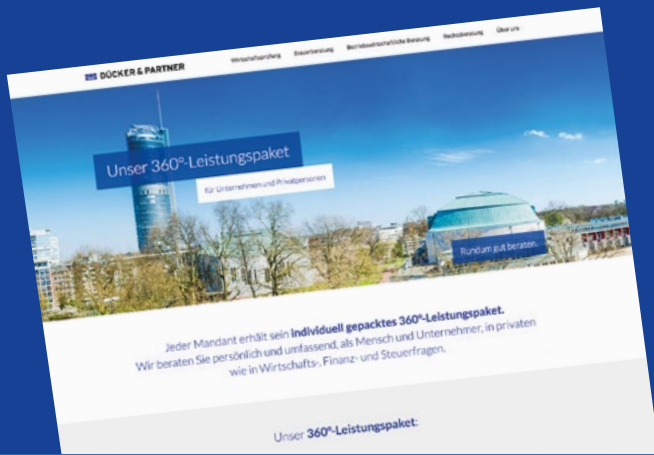 DÜCKER & PARTNER
Wirtschaftsprüfung Steuerberatung Betriebswirtschaftliche Beratung Rechtsberatung Über uns
Unser 360°-Leistungspaket
für Unternehmen und Privatpersonen
Rundum gut beraten.
Jeder Mandant erhält sein individuell gepacktes 360°-Leistungspaket.
Wir beraten Sie persönlich und umfassend, als Mensch und Unternehmer, in privaten
wie in Wirtschafts-, Finanz- und Steuerfragen.
Unser 360°-Leistungspaket: